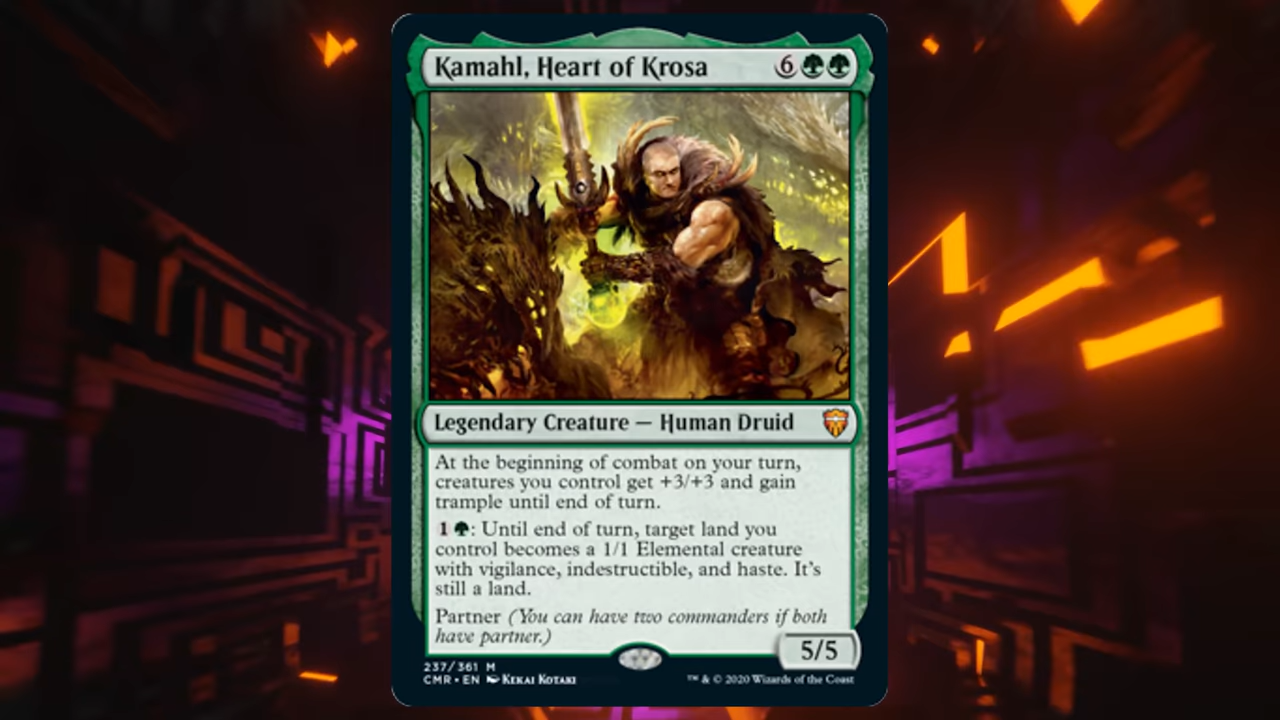 Kamahl, Heart of Krosa 6
Legendary Creature — Human Druid
At the beginning of combat on your turn,
creatures you control get +3/+3 and gain
trample until end of turn.
1 : Until end of turn, target land you
control becomes a 1/1 Elemental creature
with vigilance, indestructible, and haste. It's
still a land.
Partner (You can have two commanders if both
have partner.)
5/5
237/361 M
CMR • EN Kekai Kotaki
™ & © 2020 Wizards of the Coast